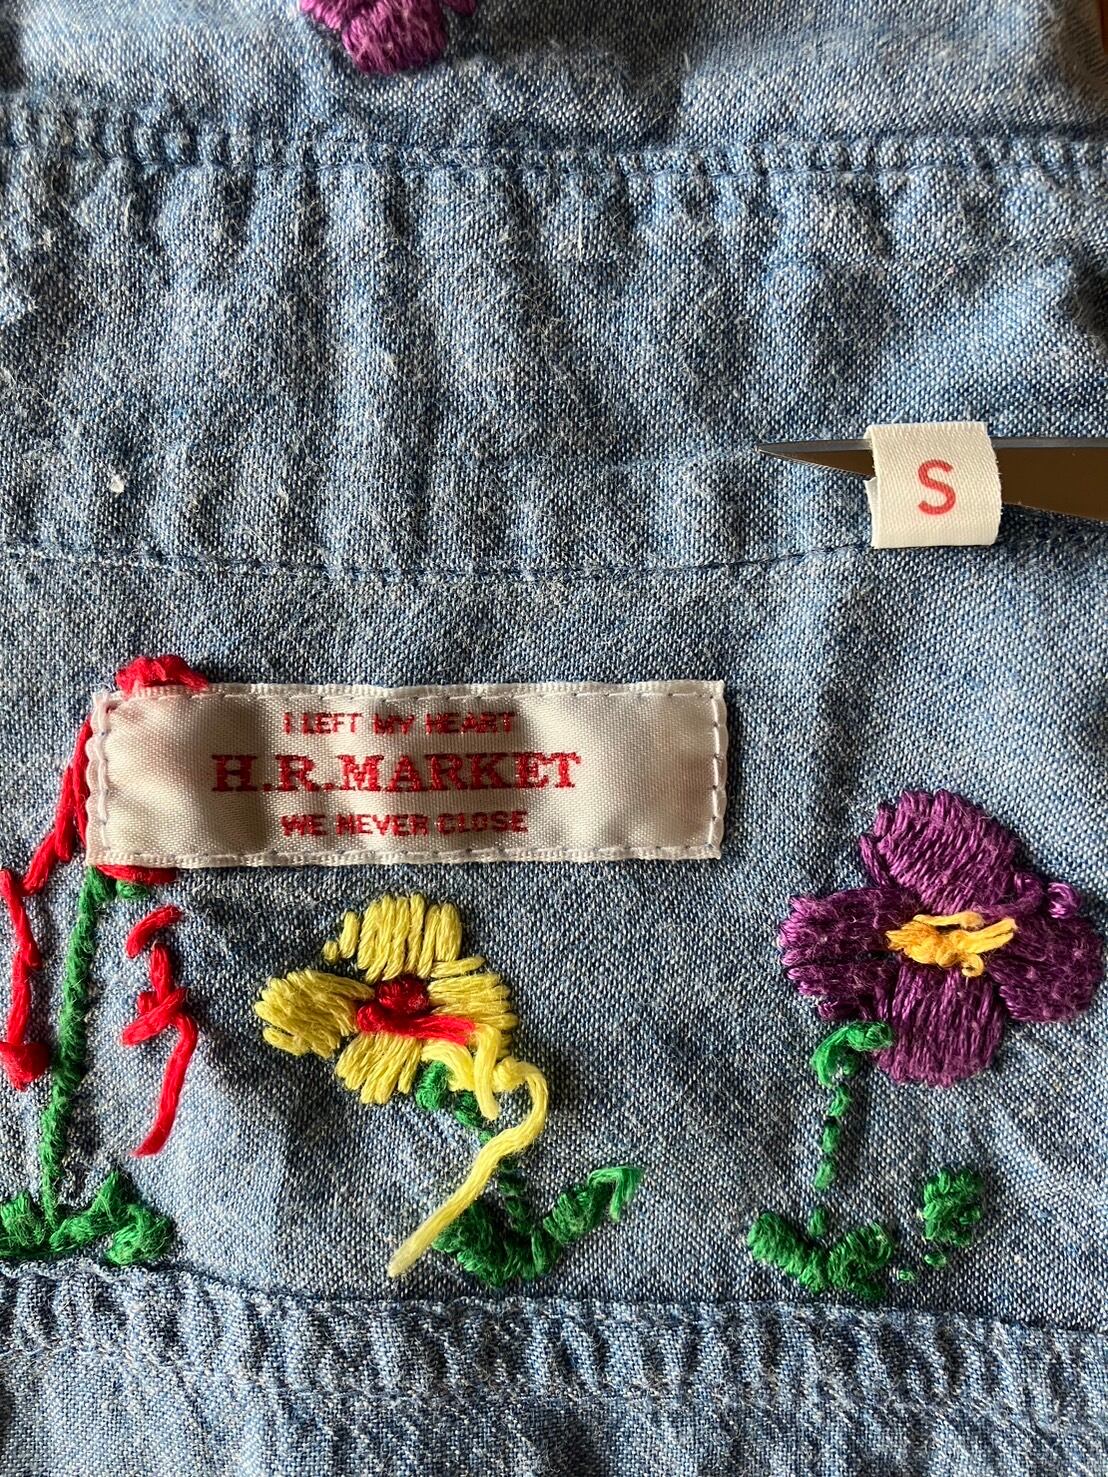 S
I LEFT MY HEART
H.R.MARKET
WE NEVER CLOSE